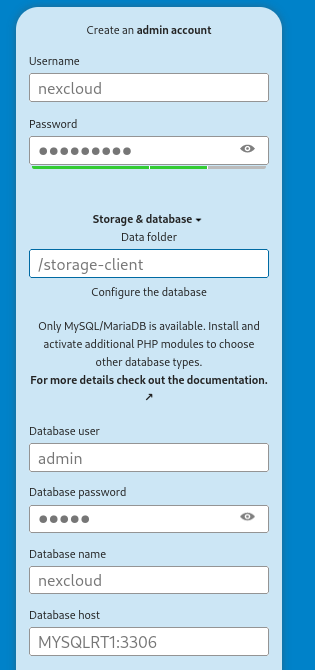 Create an admin account
Username
nexcloud
Password
●●●●●●●●●
Storage & database
Data folder
/storage-client
Configure the database
Only MySQL/MariaDB is available. Install and
activate additional PHP modules to choose
other database types.
For more details check out the documentation.
↗
Database user
admin
Database password
●●●●●
Database name
nexcloud
Database host
MYSQLRT1:3306